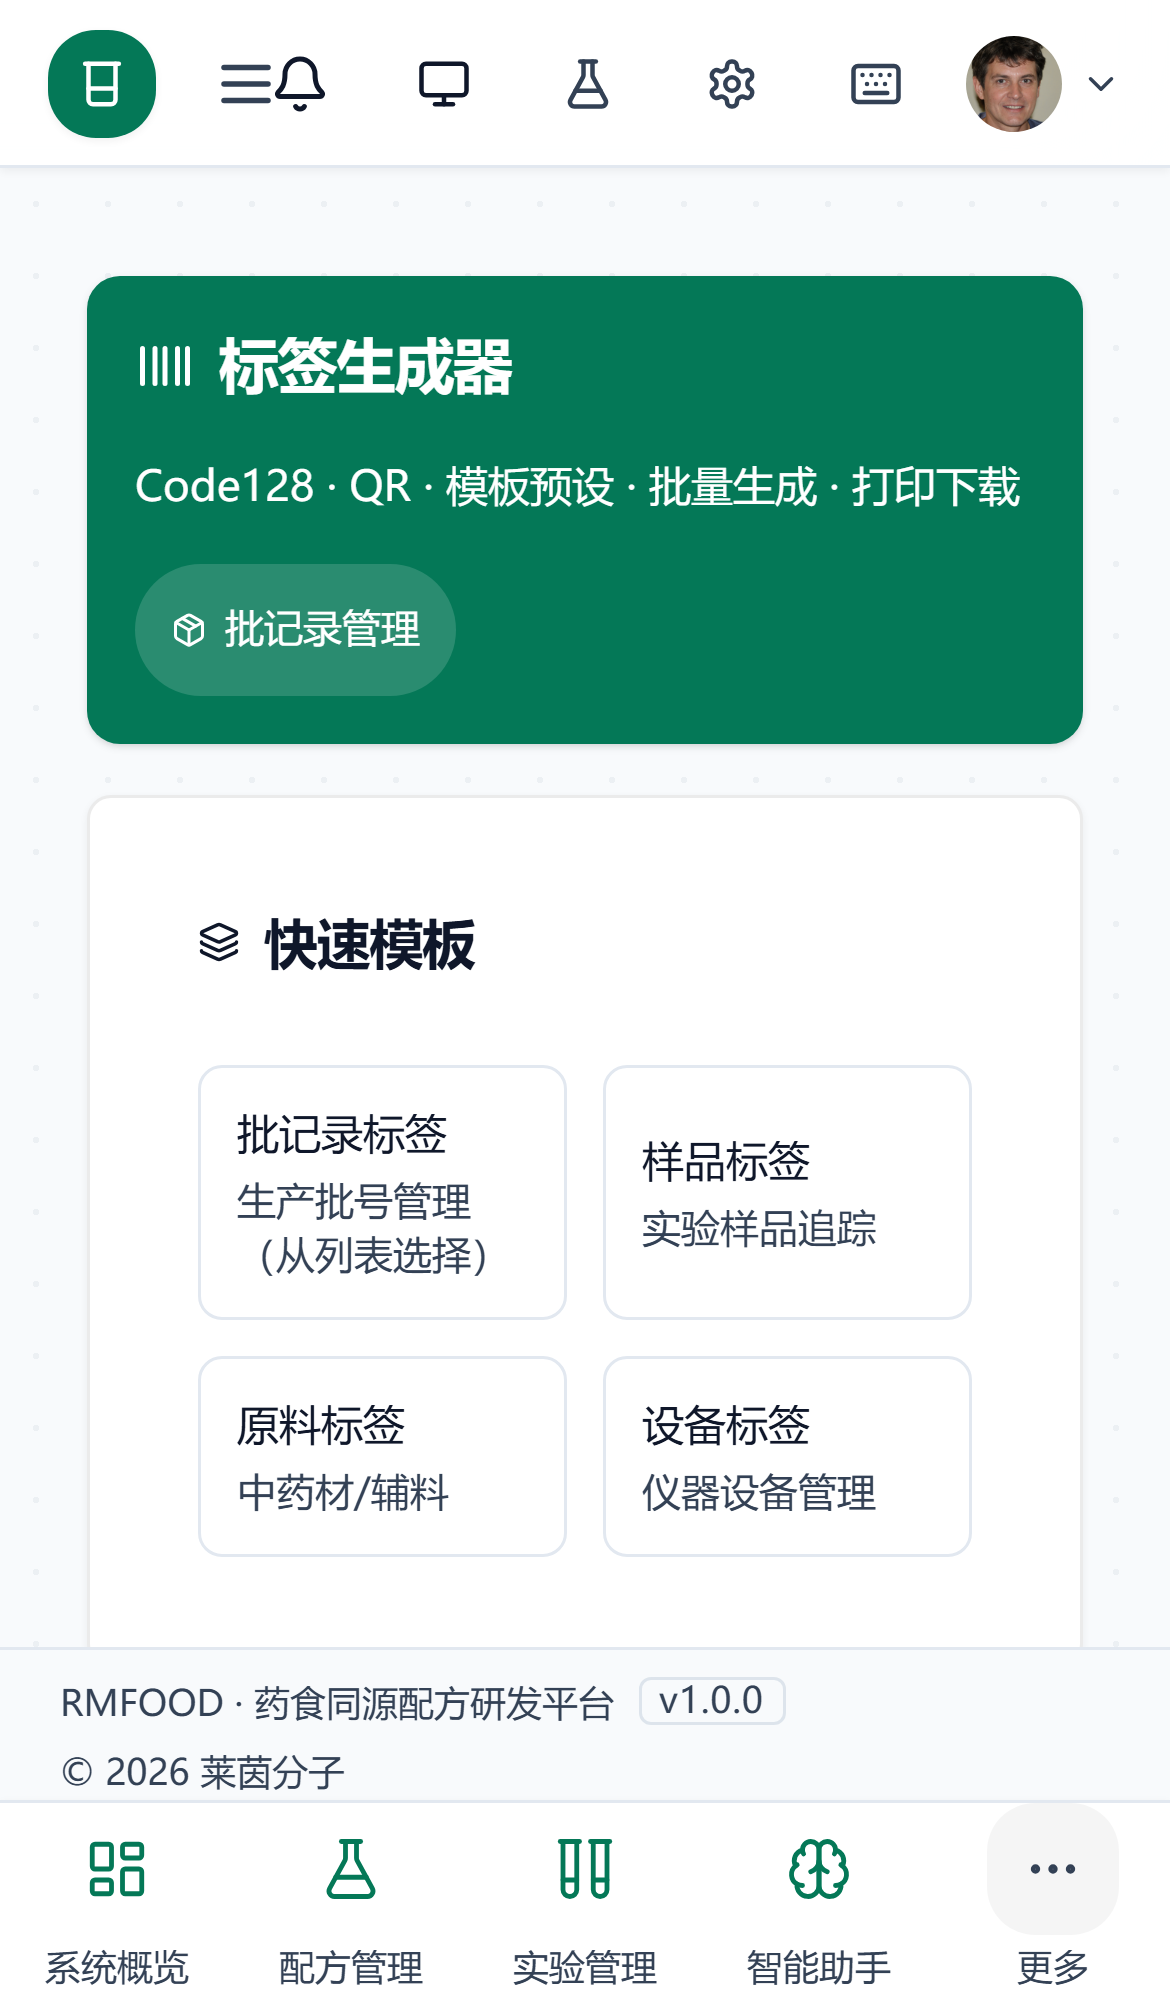 标签生成器
Code128 · QR · 模板预设 · 批量生成 · 打印下载
批记录管理
快速模板
批记录标签
生产批号管理
（从列表选择）
样品标签
实验样品追踪
原料标签
中药材/辅料
设备标签
仪器设备管理
RMFOOD · 药食同源配方研发平台 v1.0.0
© 2026 莱茵分子
系统概览
配方管理
实验管理
智能助手
更多